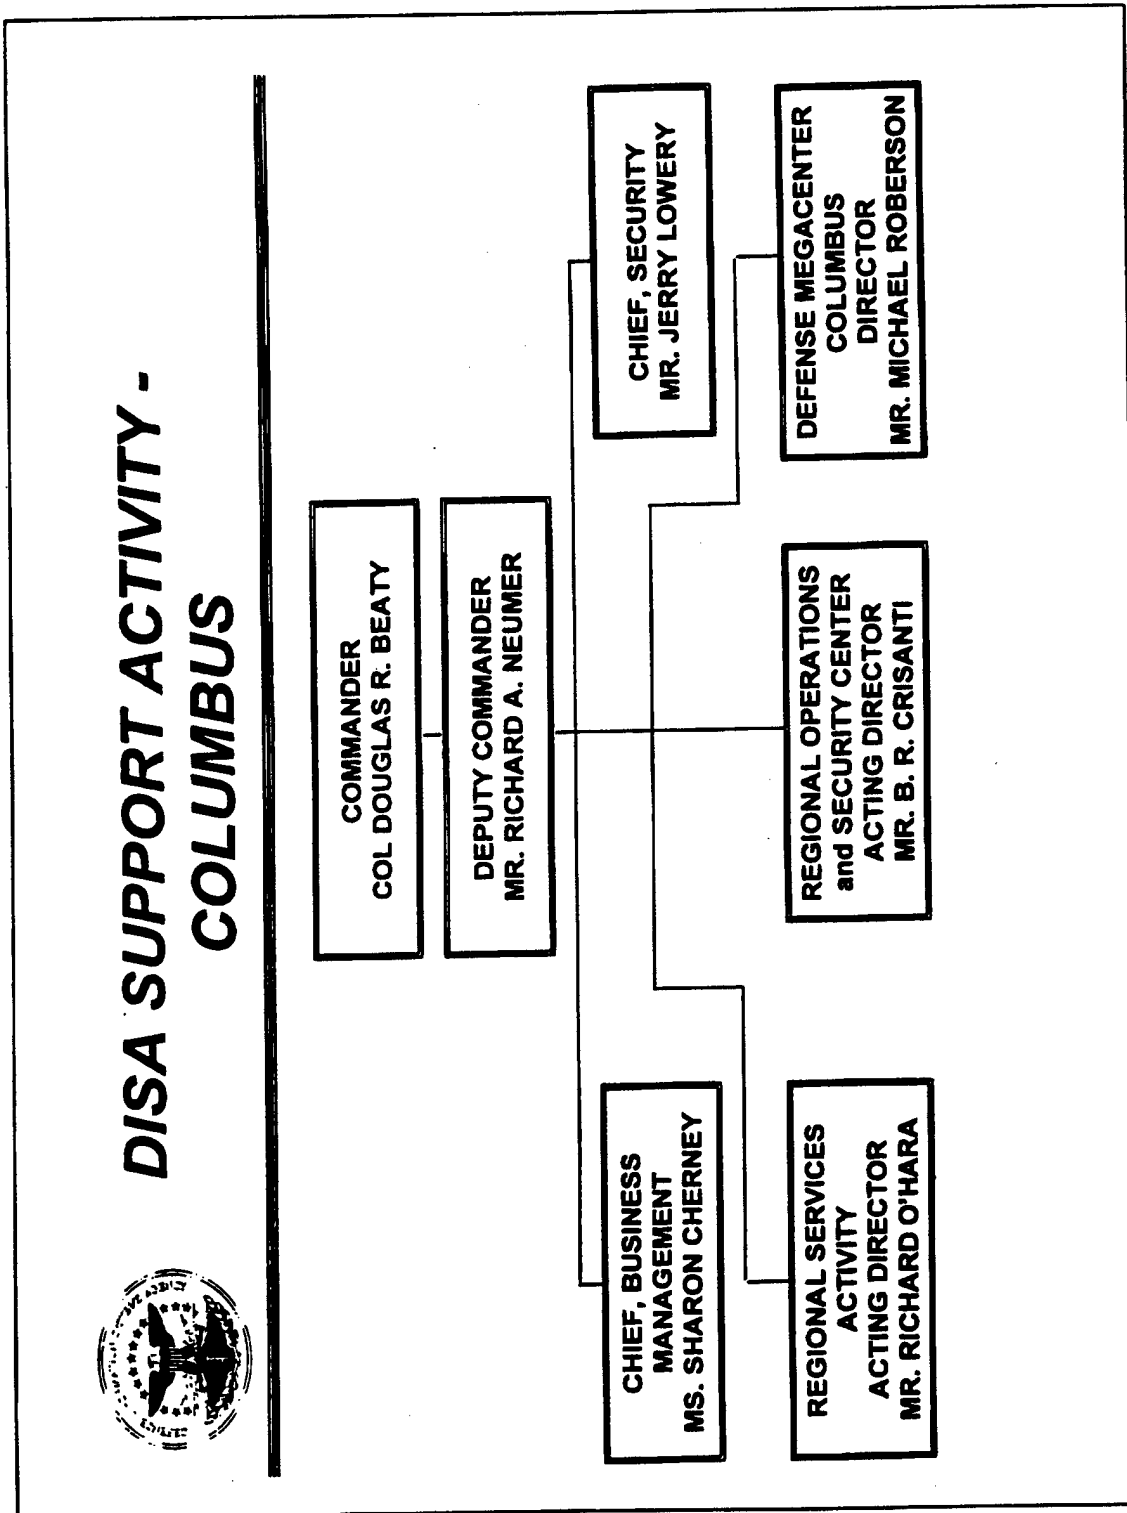 DISA SUPPORT ACTIVITY -
COLUMBUS
COMMANDER
COL DOUGLAS R. BEATY
DEPUTY COMMANDER
MR. RICHARD A. NEUMER
CHIEF, BUSINESS
MANAGEMENT
MS. SHARON CHERNEY
CHIEF, SECURITY
MR. JERRY LOWERY
REGIONAL SERVICES
ACTIVITY
ACTING DIRECTOR
MR. RICHARD O'HARA
REGIONAL OPERATIONS
and SECURITY CENTER
ACTING DIRECTOR
MR. B. R. CRISANTI
DEFENSE MEGACENTER
COLUMBUS
DIRECTOR
MR. MICHAEL ROBERSON